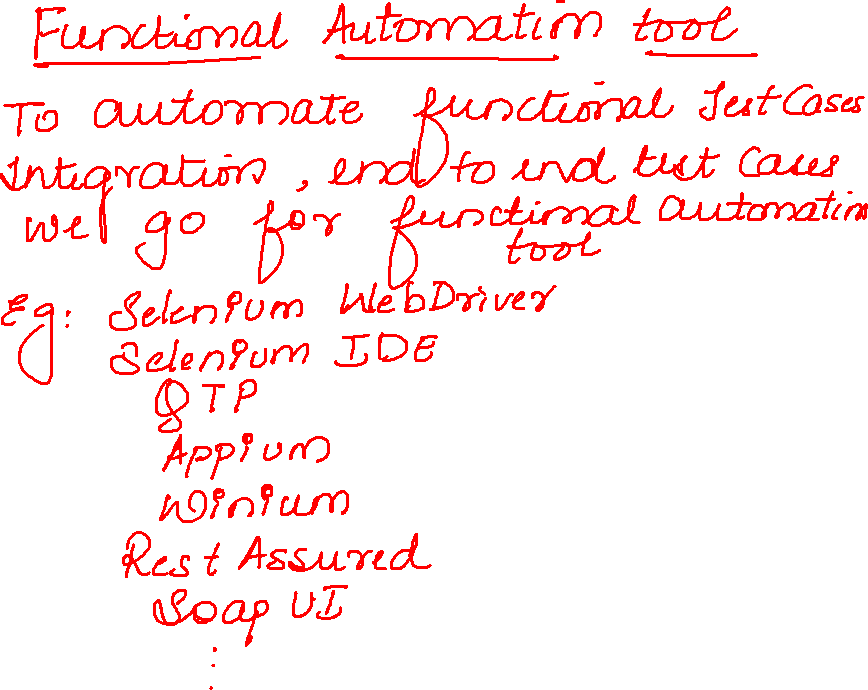 Functional Automation tool
To automate functional Test Cases
Integration, end to end test cases
we go for functional automation
tool
Eg: Selenium WebDriver
Selenium IDE
QTP
Appium
Winium
Rest Assured
Soap UI
⋮